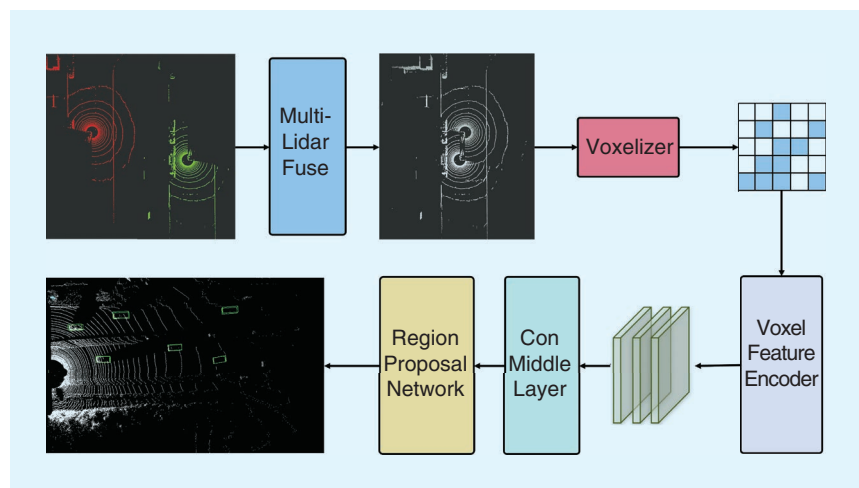 Multi-
Lidar
Fuse
Voxelizer
Voxel
Feature
Encoder
Con
Middle
Layer
Region
Proposal
Network